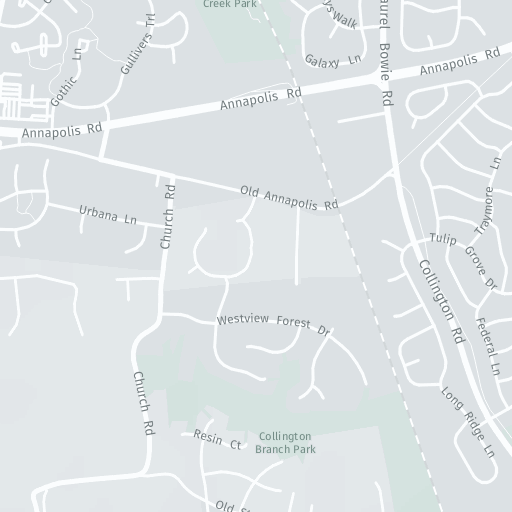 Creek Park
Gullivers Trl
Gothic Ln
Galaxy Ln
Laurel Bowie Rd
Annapolis Rd
Annapolis Rd
Annapolis Rd
Old Annapolis Rd
Urbana Ln
Church Rd
Traymore Ln
Tulip Grove Dr
Collington Rd
Westview Forest Dr
Federal Ln
Church Rd
Long Ridge Ln
Resin Ct
Collington
Branch Park